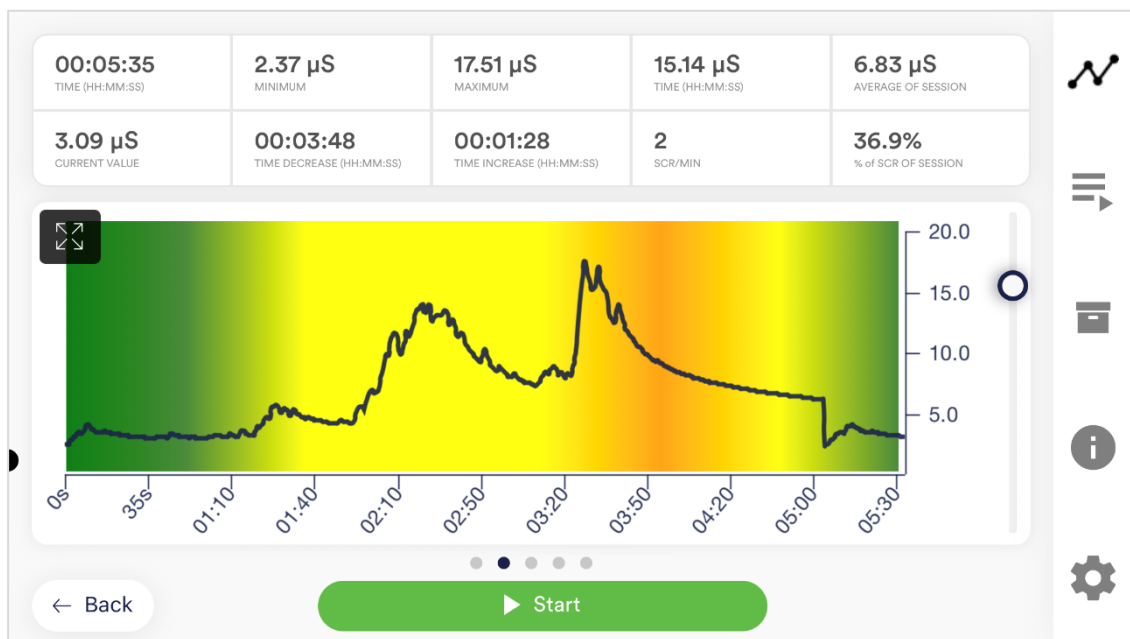 00:05:35
TIME (HH:MM:SS)
2.37 µS
MINIMUM
17.51 µS
MAXIMUM
15.14 µS
TIME (HH:MM:SS)
6.83 µS
AVERAGE OF SESSION
3.09 µS
CURRENT VALUE
00:03:48
TIME DECREASE (HH:MM:SS)
00:01:28
TIME INCREASE (HH:MM:SS)
2
SCR/MIN
36.9%
% of SCR OF SESSION
20.0
15.0
10.0
5.0
0s
35s
01:10
01:40
02:10
02:50
03:20
03:50
04:20
05:00
05:30
← Back
Start